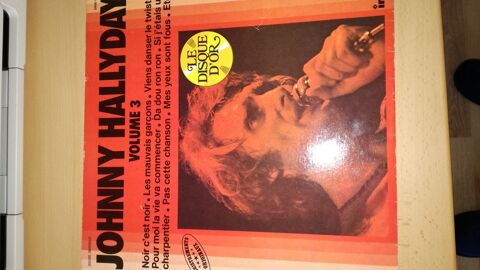 JOHNNY HALLYDAY
VOLUME 3
Noir c'est noir • Les mauvais garçons • Viens danser le twist
Pour moi la vie va commencer • Da dou ron ron • Si j'étais u
charpentier • Pas cette chanson • Mes yeux sont fous • Et
LE
DISQUE
D'OR